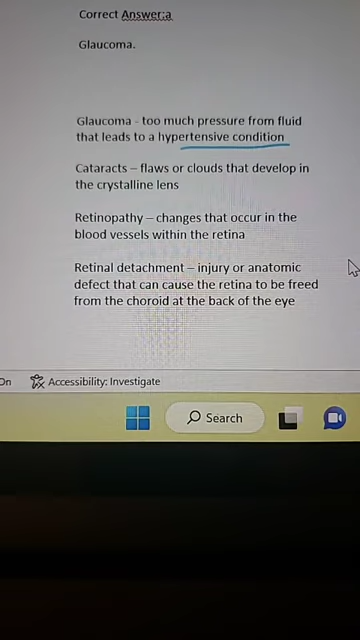 Correct Answer:a
Glaucoma.
Glaucoma - too much pressure from fluid
that leads to a hypertensive condition
Cataracts – flaws or clouds that develop in
the crystalline lens
Retinopathy – changes that occur in the
blood vessels within the retina
Retinal detachment – injury or anatomic
defect that can cause the retina to be freed
from the choroid at the back of the eye
On
Accessibility: Investigate
Search